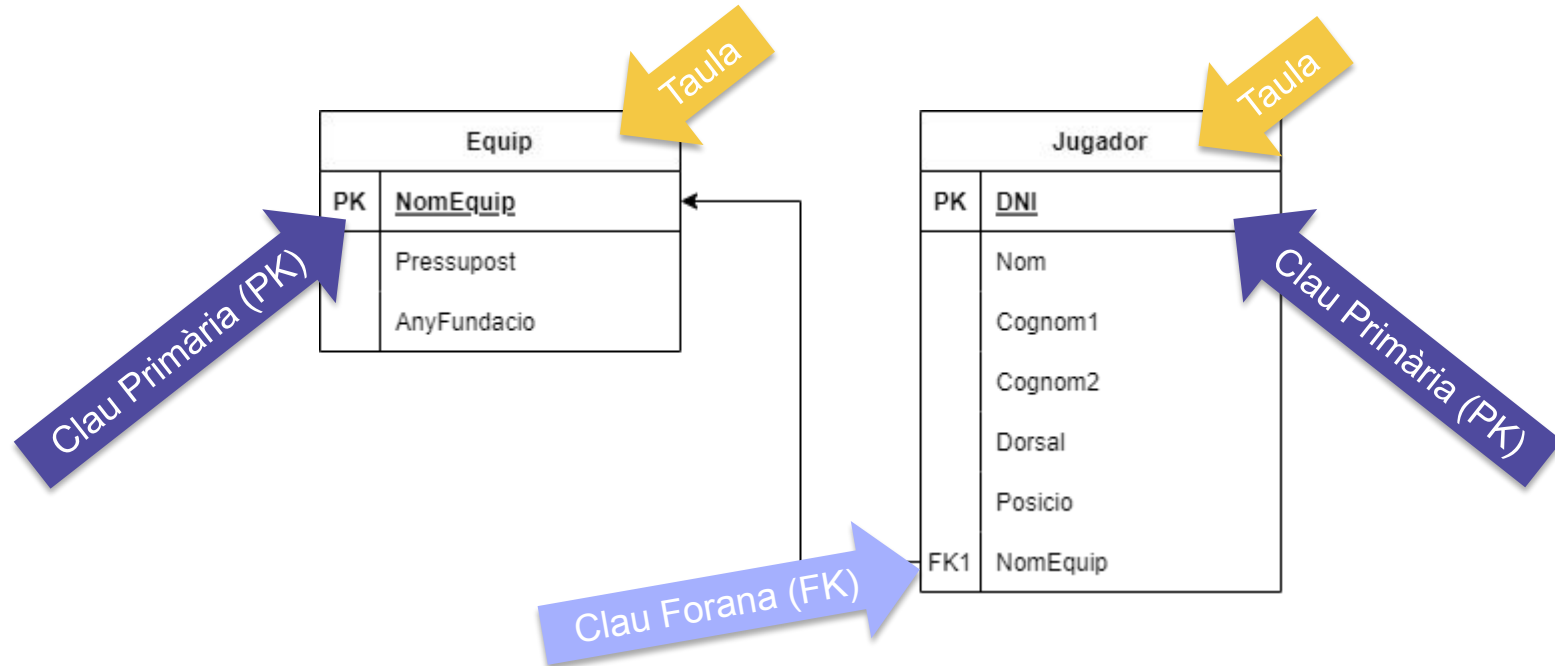 Taula
Taula
Equip
PK NomEquip
Pressupost
AnyFundacio
Jugador
PK DNI
Nom
Cognom1
Cognom2
Dorsal
Posicio
FK1 NomEquip
Clau Primària (PK)
Clau Primària (PK)
Clau Forana (FK)